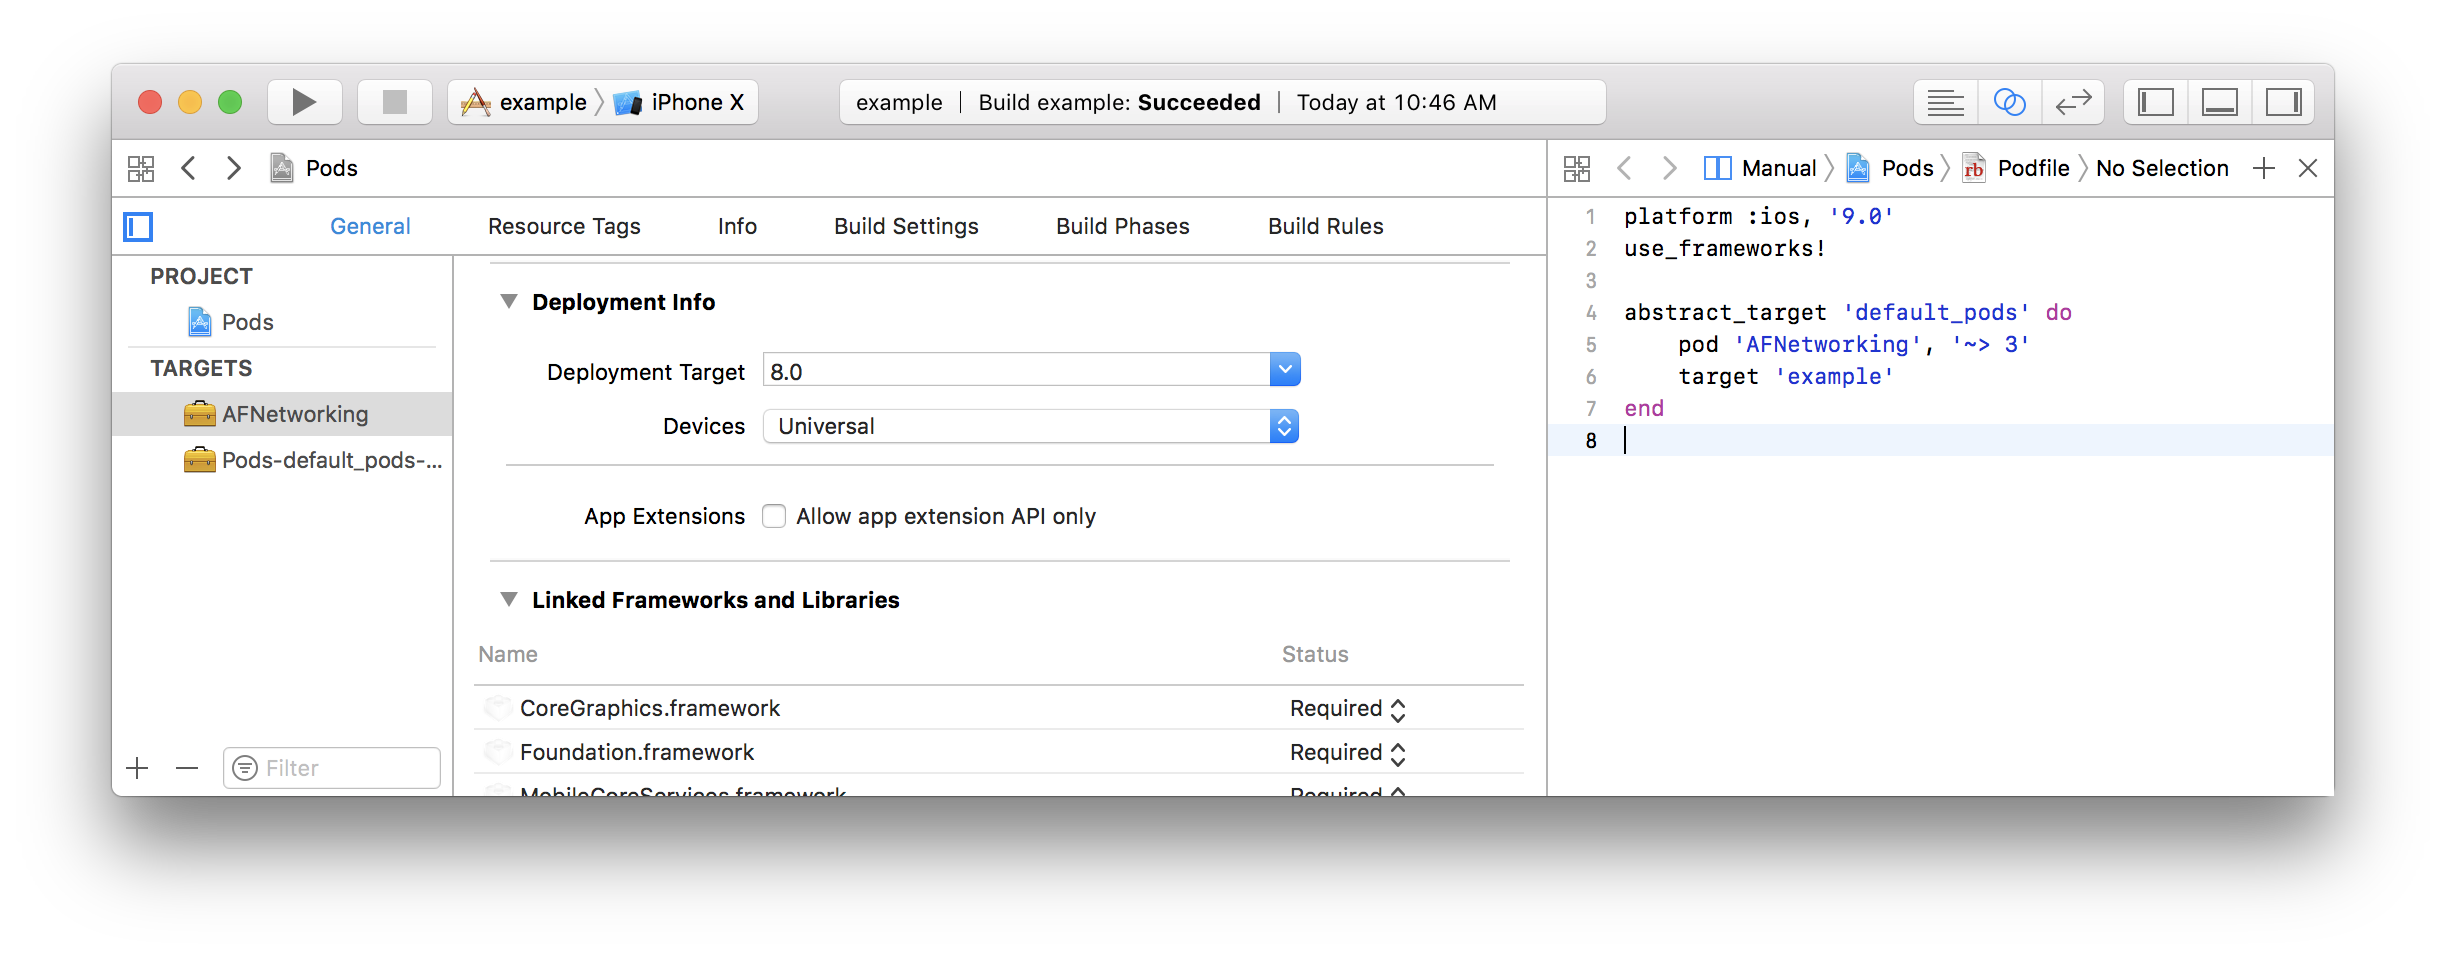 example 〉 iPhone X
example | Build example: Succeeded | Today at 10:46 AM
Pods
General Resource Tags Info Build Settings Build Phases Build Rules
PROJECT
Pods
TARGETS
AFNetworking
Pods-default_pods-...
Filter
Deployment Info
Deployment Target 8.0
Devices Universal
App Extensions Allow app extension API only
Linked Frameworks and Libraries
Name Status
CoreGraphics.framework Required
Foundation.framework Required
MobileCoreServices.framework Required
Manual 〉 Pods 〉 rb Podfile 〉 No Selection
1 platform :ios, '9.0'
2 use_frameworks!
3
4 abstract_target 'default_pods' do
5 pod 'AFNetworking', '~> 3'
6 target 'example'
7 end
8